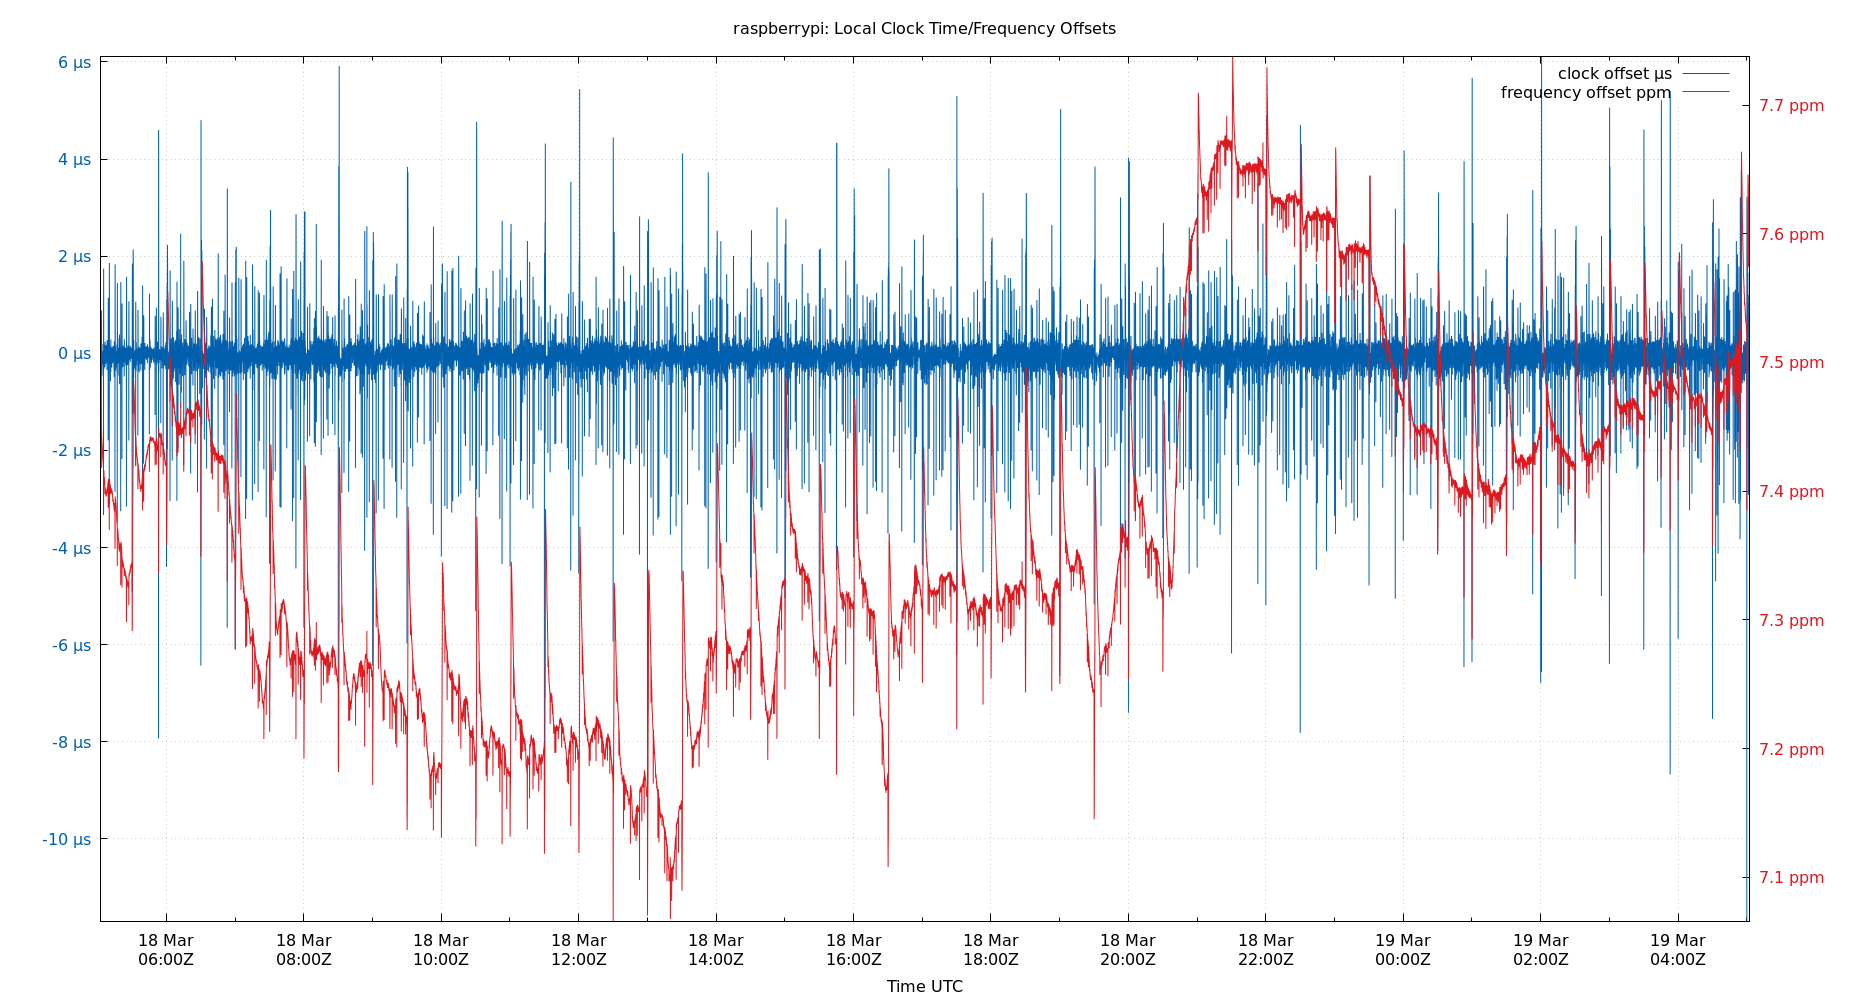 raspberrypi: Local Clock Time/Frequency Offsets
clock offset µs
frequency offset ppm
6 µs
4 µs
2 µs
0 µs
-2 µs
-4 µs
-6 µs
-8 µs
-10 µs
7.7 ppm
7.6 ppm
7.5 ppm
7.4 ppm
7.3 ppm
7.2 ppm
7.1 ppm
18 Mar 18 Mar 18 Mar 18 Mar 18 Mar 18 Mar 18 Mar 18 Mar 18 Mar 19 Mar 19 Mar 19 Mar
06:00Z 08:00Z 10:00Z 12:00Z 14:00Z 16:00Z 18:00Z 20:00Z 22:00Z 00:00Z 02:00Z 04:00Z
Time UTC